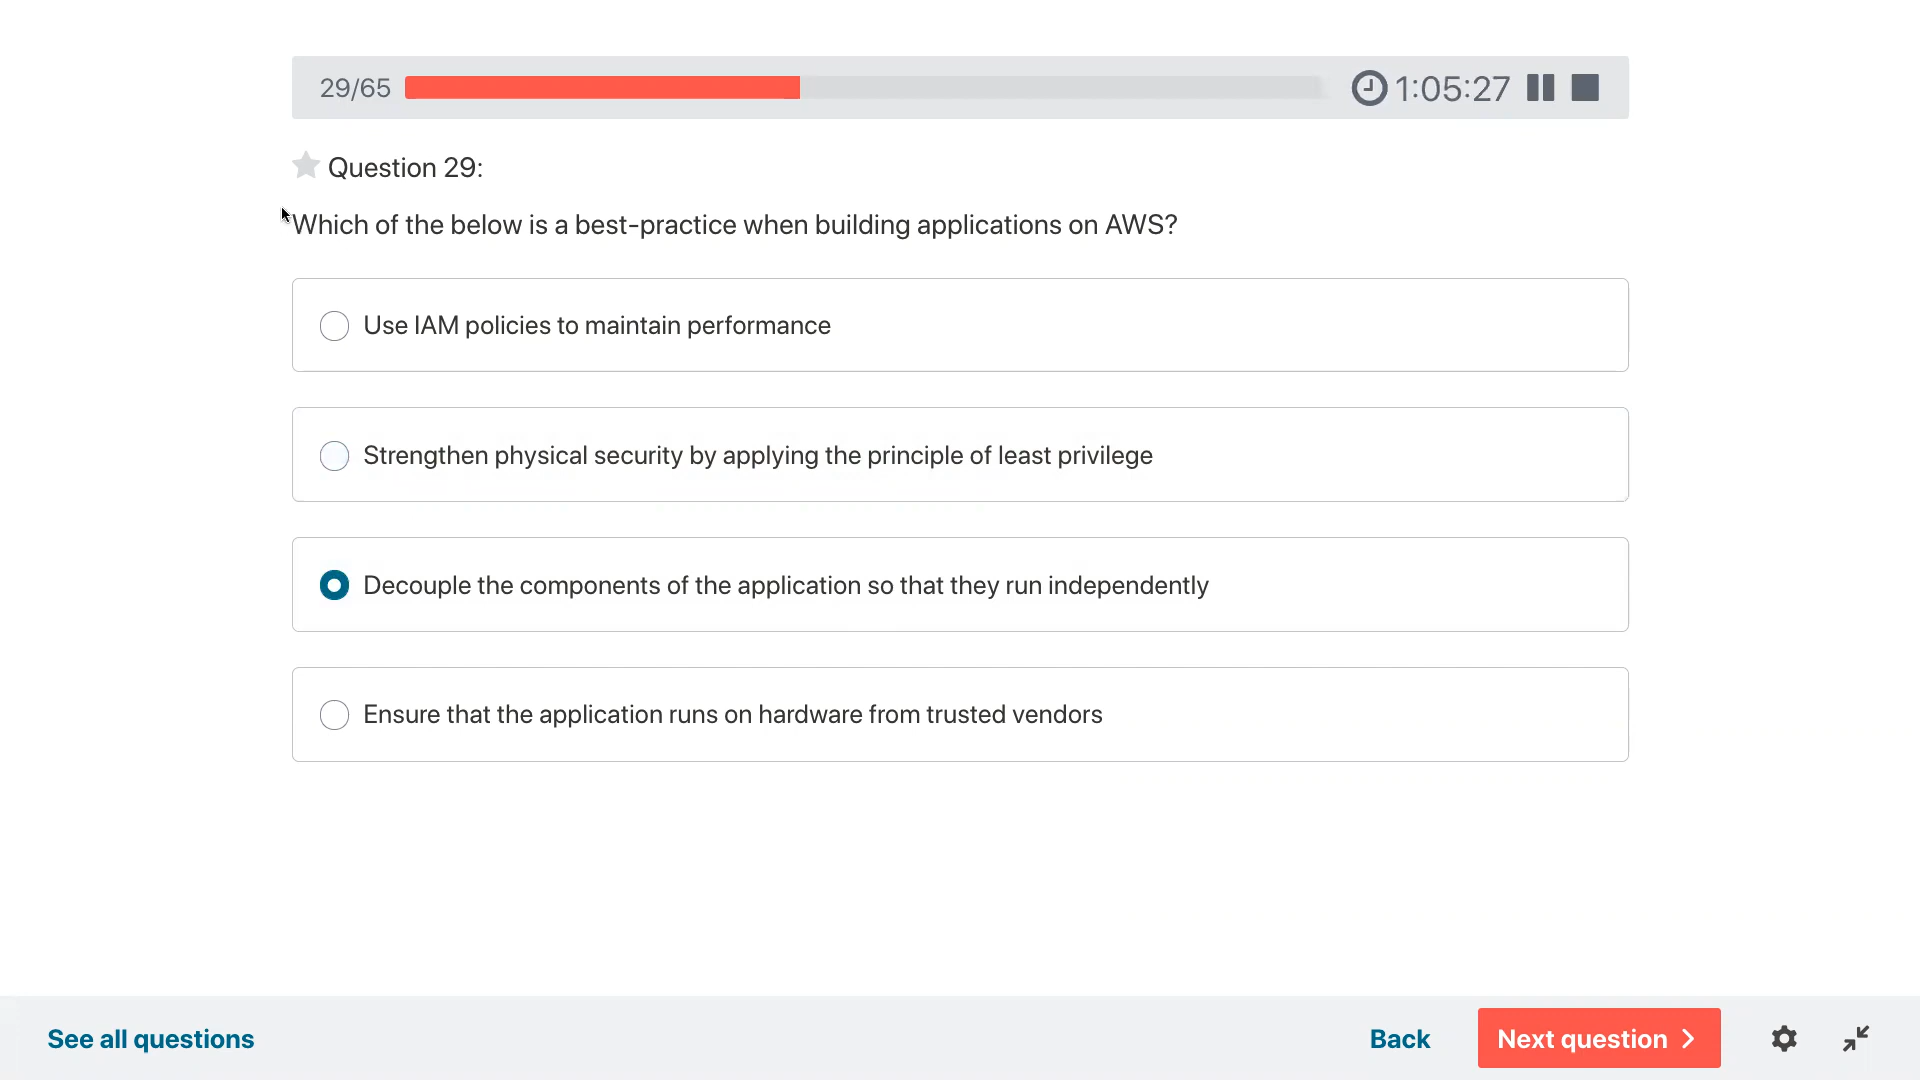 29/65
1:05:27
Question 29:
Which of the below is a best-practice when building applications on AWS?
Use IAM policies to maintain performance
Strengthen physical security by applying the principle of least privilege
Decouple the components of the application so that they run independently
Ensure that the application runs on hardware from trusted vendors
See all questions
Back
Next question